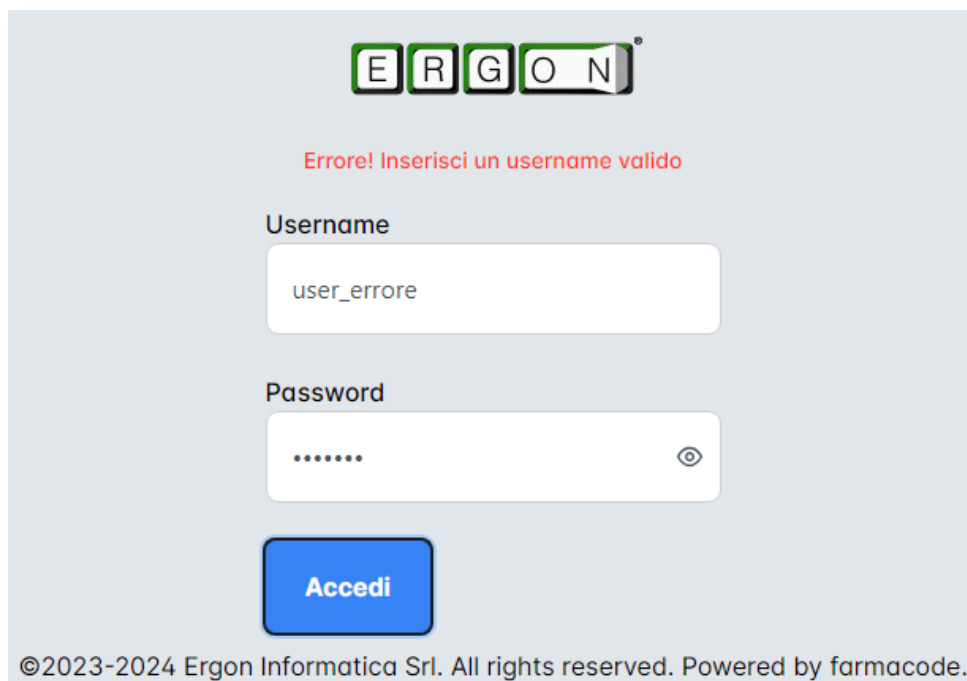 ERGON®
Errore! Inserisci un username valido
Username
user_errore
Password
•••••••
Accedi
©2023-2024 Ergon Informatica Srl. All rights reserved. Powered by farmacode.